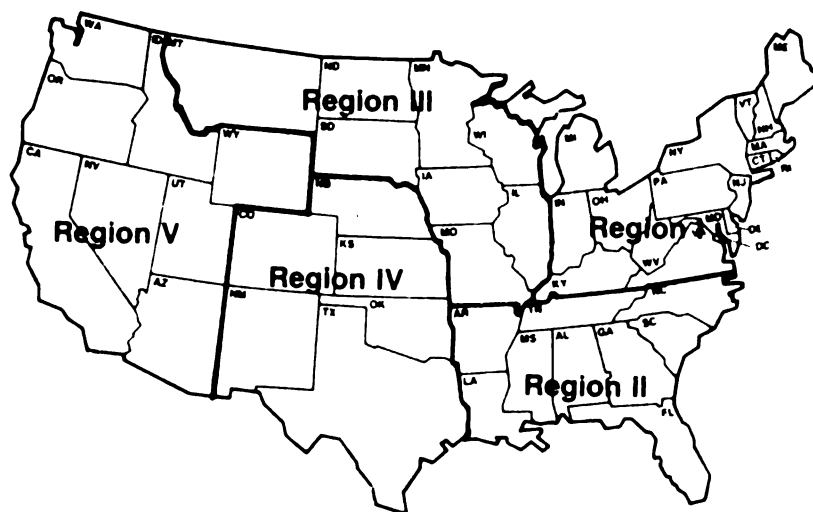 WA
MT
ND
MN
ME
OR
Region III
VT
NH
SD
WY
WI
MI
NY
MA
CT
RI
CA
NV
UT
IA
PA
NJ
NB
IL
IN
OH
CO
MO
MD
Region V
Region I
DE
DC
KS
WV
Region IV
KY
AZ
NM
NC
TX
OK
AR
TN
SC
MS
AL
GA
LA
Region II
FL